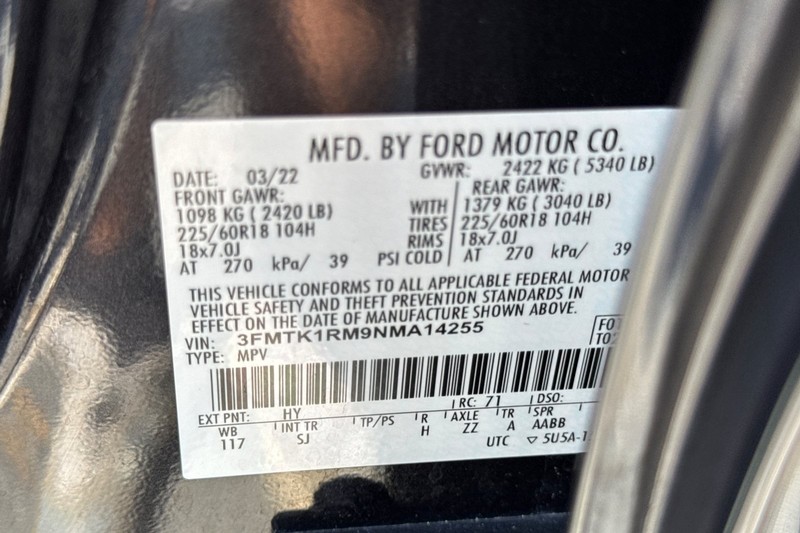 MFD. BY FORD MOTOR CO.
DATE: 03/22 GVWR: 2422 KG ( 5340 LB)
FRONT GAWR: REAR GAWR:
1098 KG ( 2420 LB) WITH 1379 KG ( 3040 LB)
225/60R18 104H TIRES 225/60R18 104H
18x7.0J RIMS 18x7.0J
AT 270 kPa/ 39 PSI COLD AT 270 kPa/ 39
THIS VEHICLE CONFORMS TO ALL APPLICABLE FEDERAL MOTOR
VEHICLE SAFETY AND THEFT PREVENTION STANDARDS IN
EFFECT ON THE DATE OF MANUFACTURE SHOWN ABOVE.
VIN: 3FMTK1RM9NMA14255
TYPE: MPV
EXT PNT: HY RC: 71 DSO:
WB INT TR TP/PS R AXLE TR SPR
117 SJ H ZZ A AABB
UTC ▽ 5U5A-